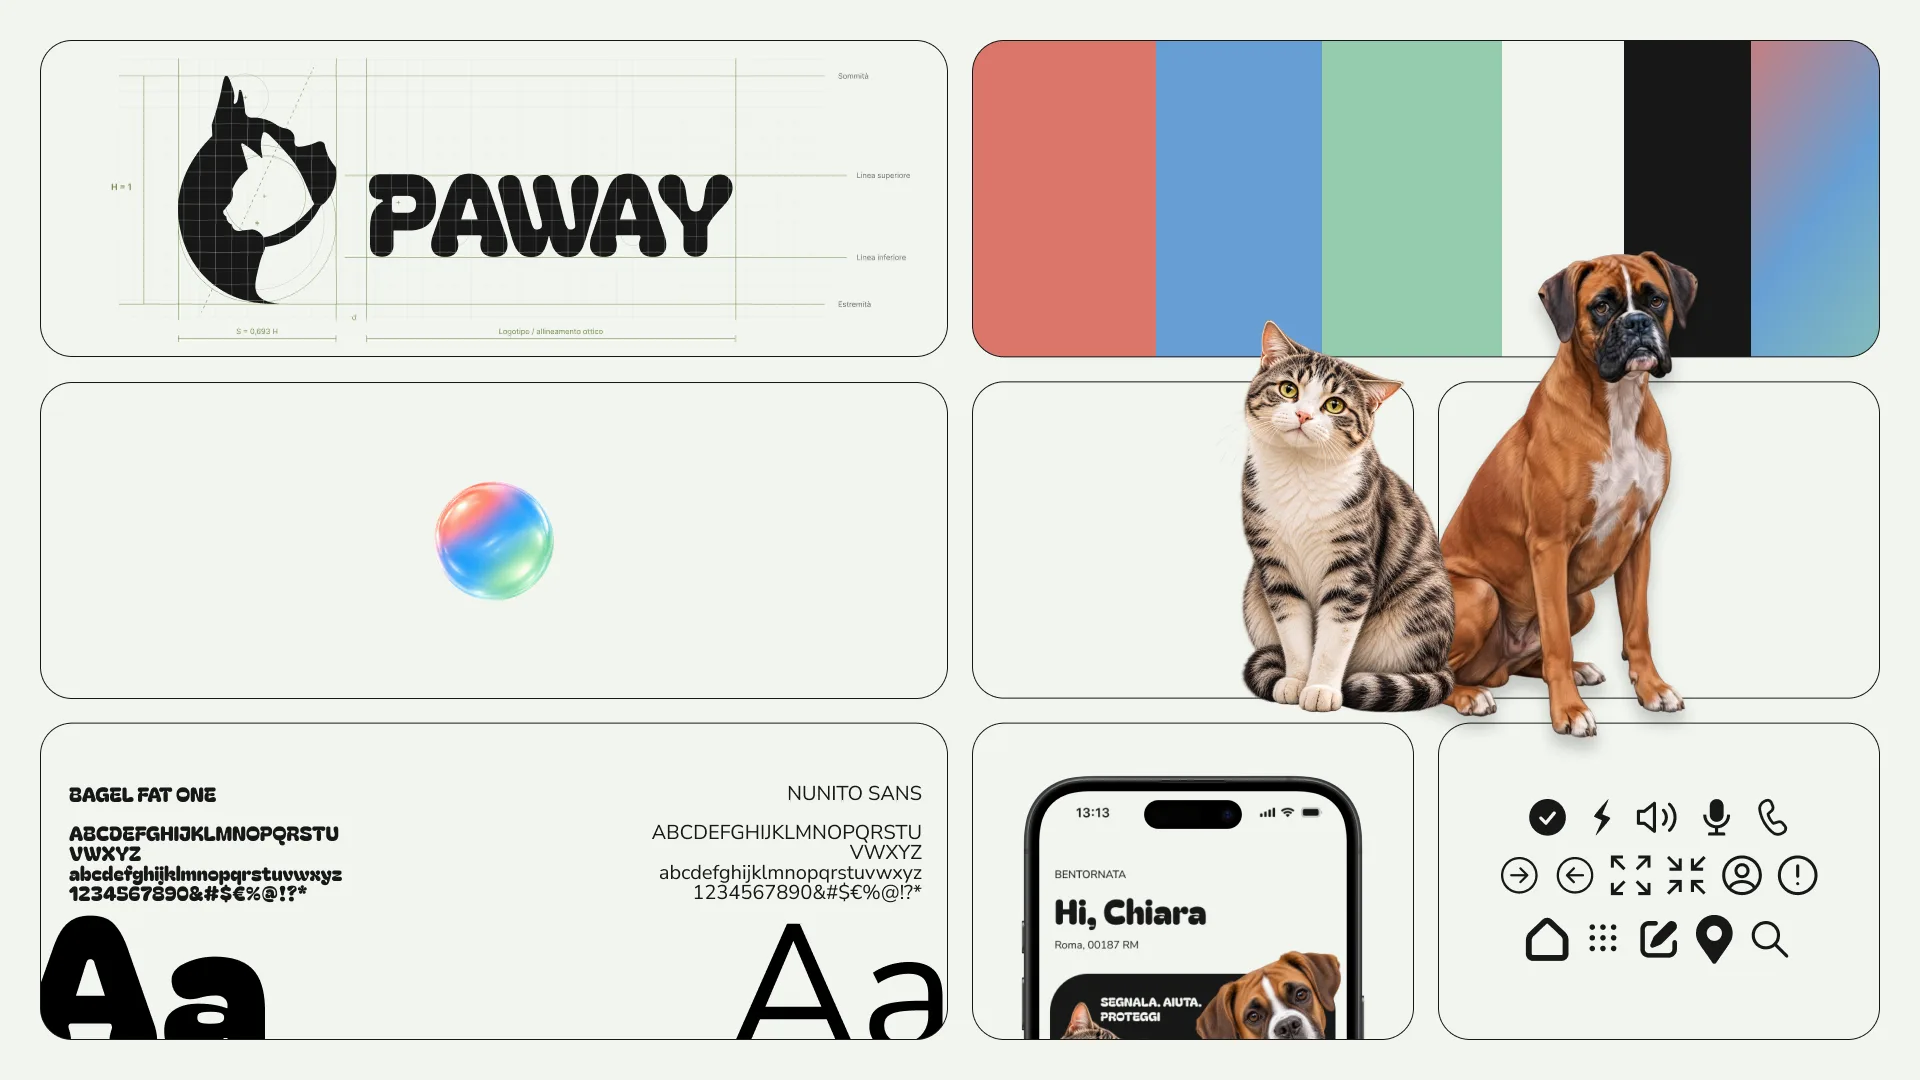 Sommità
H = 1
Linea superiore
PAWAY
Linea inferiore
Estremità
d
S = 0,693 H
Logotipo / allineamento ottico
BAGEL FAT ONE
ABCDEFGHIJKLMNOPQRSTU
VWXYZ
abcdefghijklmnopqrstuvwxyz
1234567890&#$€%@!?*
Aa
NUNITO SANS
ABCDEFGHIJKLMNOPQRSTU
VWXYZ
abcdefghijklmnopqrstuvwxyz
1234567890&#$€%@!?*
Aa
13:13
BENTORNATA
Hi, Chiara
Roma, 00187 RM
SEGNALA. AIUTA.
PROTEGGI